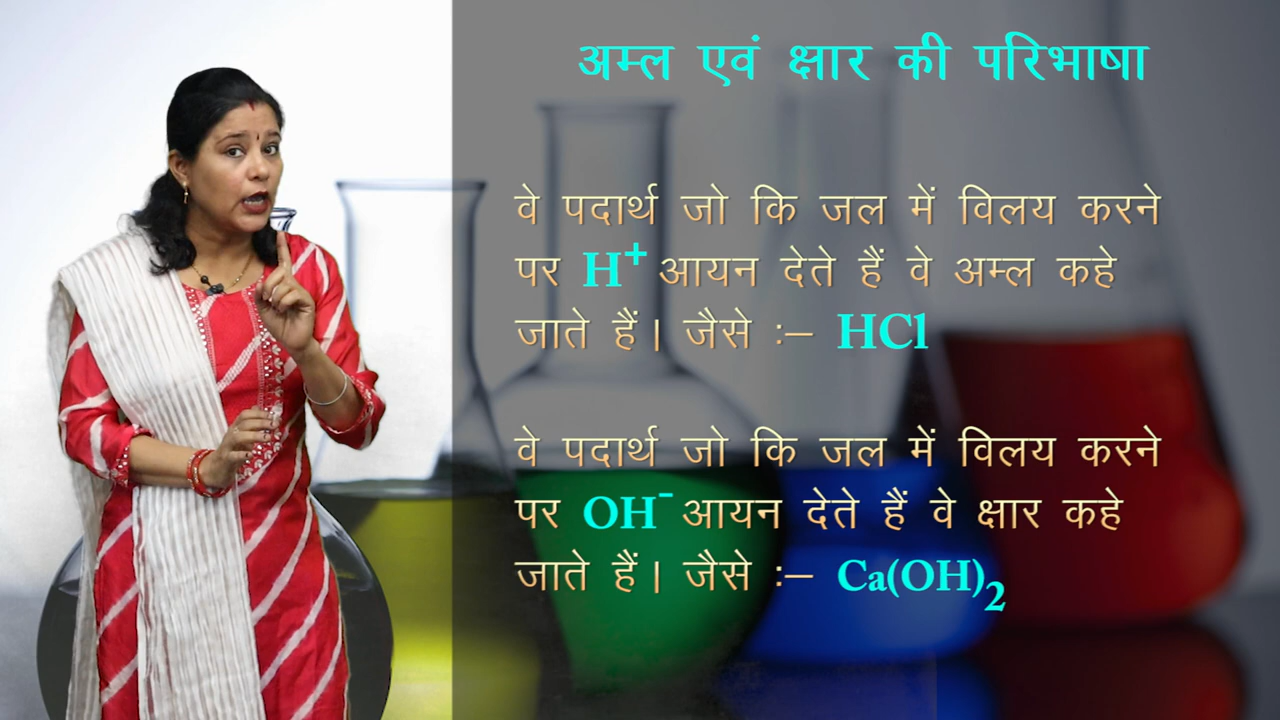 अम्ल एवं क्षार की परिभाषा
वे पदार्थ जो कि जल में विलय करने
पर H⁺ आयन देते हैं वे अम्ल कहे
जाते हैं। जैसे :– HCl
वे पदार्थ जो कि जल में विलय करने
पर OH⁻ आयन देते हैं वे क्षार कहे
जाते हैं। जैसे :– Ca(OH)₂